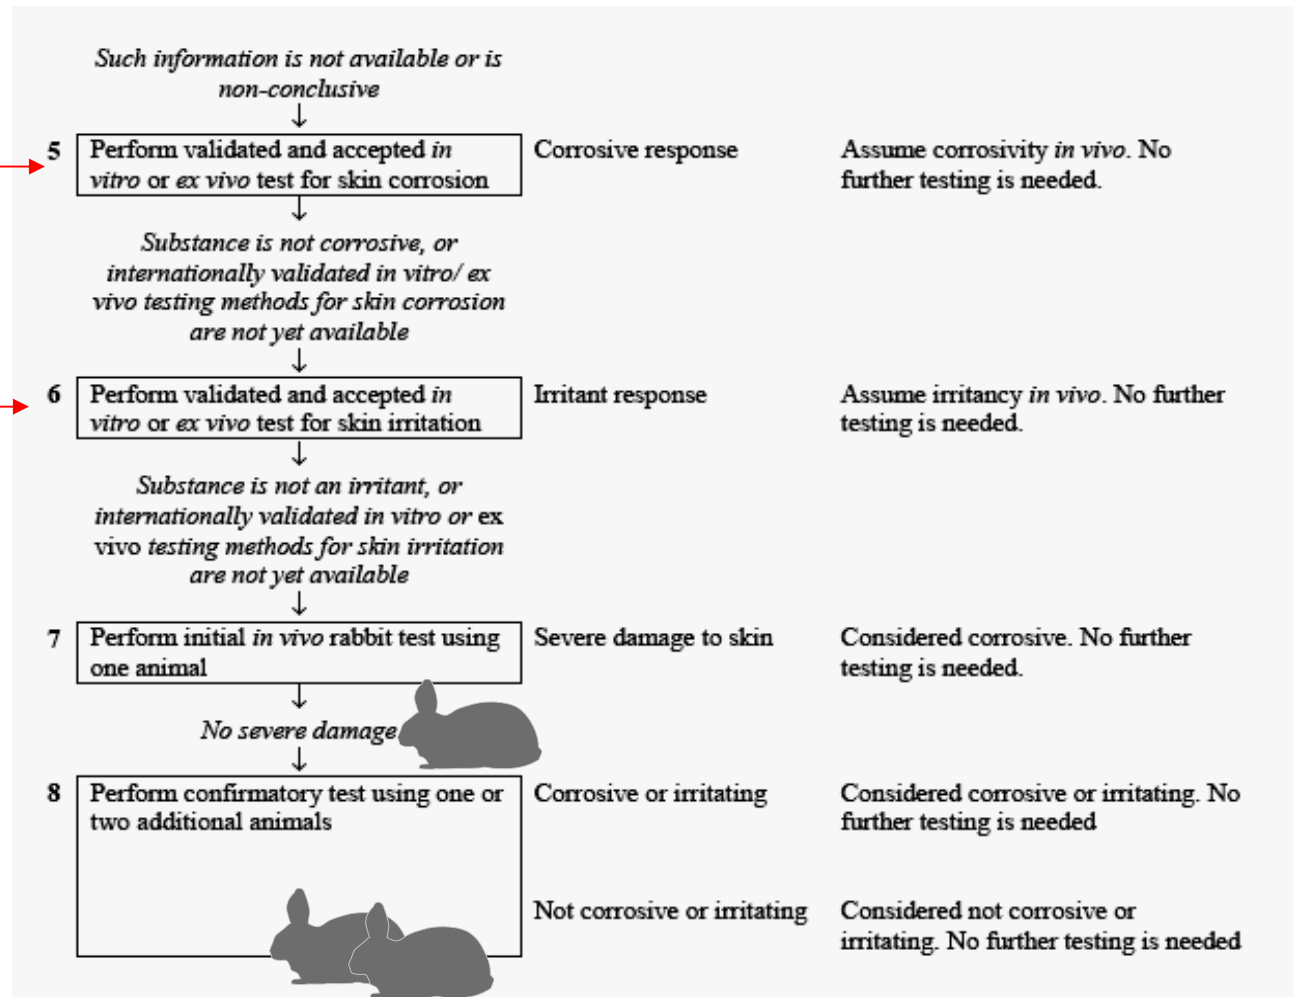 Such information is not available or is
non-conclusive
↓
5 Perform validated and accepted in Corrosive response Assume corrosivity in vivo. No
vitro or ex vivo test for skin corrosion further testing is needed.
↓
Substance is not corrosive, or
internationally validated in vitro/ ex
vivo testing methods for skin corrosion
are not yet available
↓
6 Perform validated and accepted in Irritant response Assume irritancy in vivo. No further
vitro or ex vivo test for skin irritation testing is needed.
↓
Substance is not an irritant, or
internationally validated in vitro or ex
vivo testing methods for skin irritation
are not yet available
↓
7 Perform initial in vivo rabbit test using Severe damage to skin Considered corrosive. No further
one animal testing is needed.
↓
No severe damage
↓
8 Perform confirmatory test using one or Corrosive or irritating Considered corrosive or irritating. No
two additional animals further testing is needed
Not corrosive or irritating Considered not corrosive or
irritating. No further testing is needed